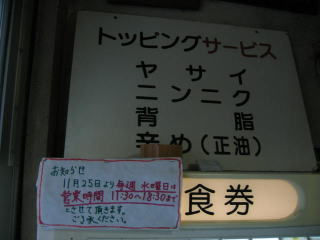 トッピングサービス
ヤサイ
ニンニク
背脂
辛め(正油)
お知らせ
11月25日より毎週 水曜日は
営業時間 11:30〜18:30まで
とさせて頂きます。
ご了承ください。
食券